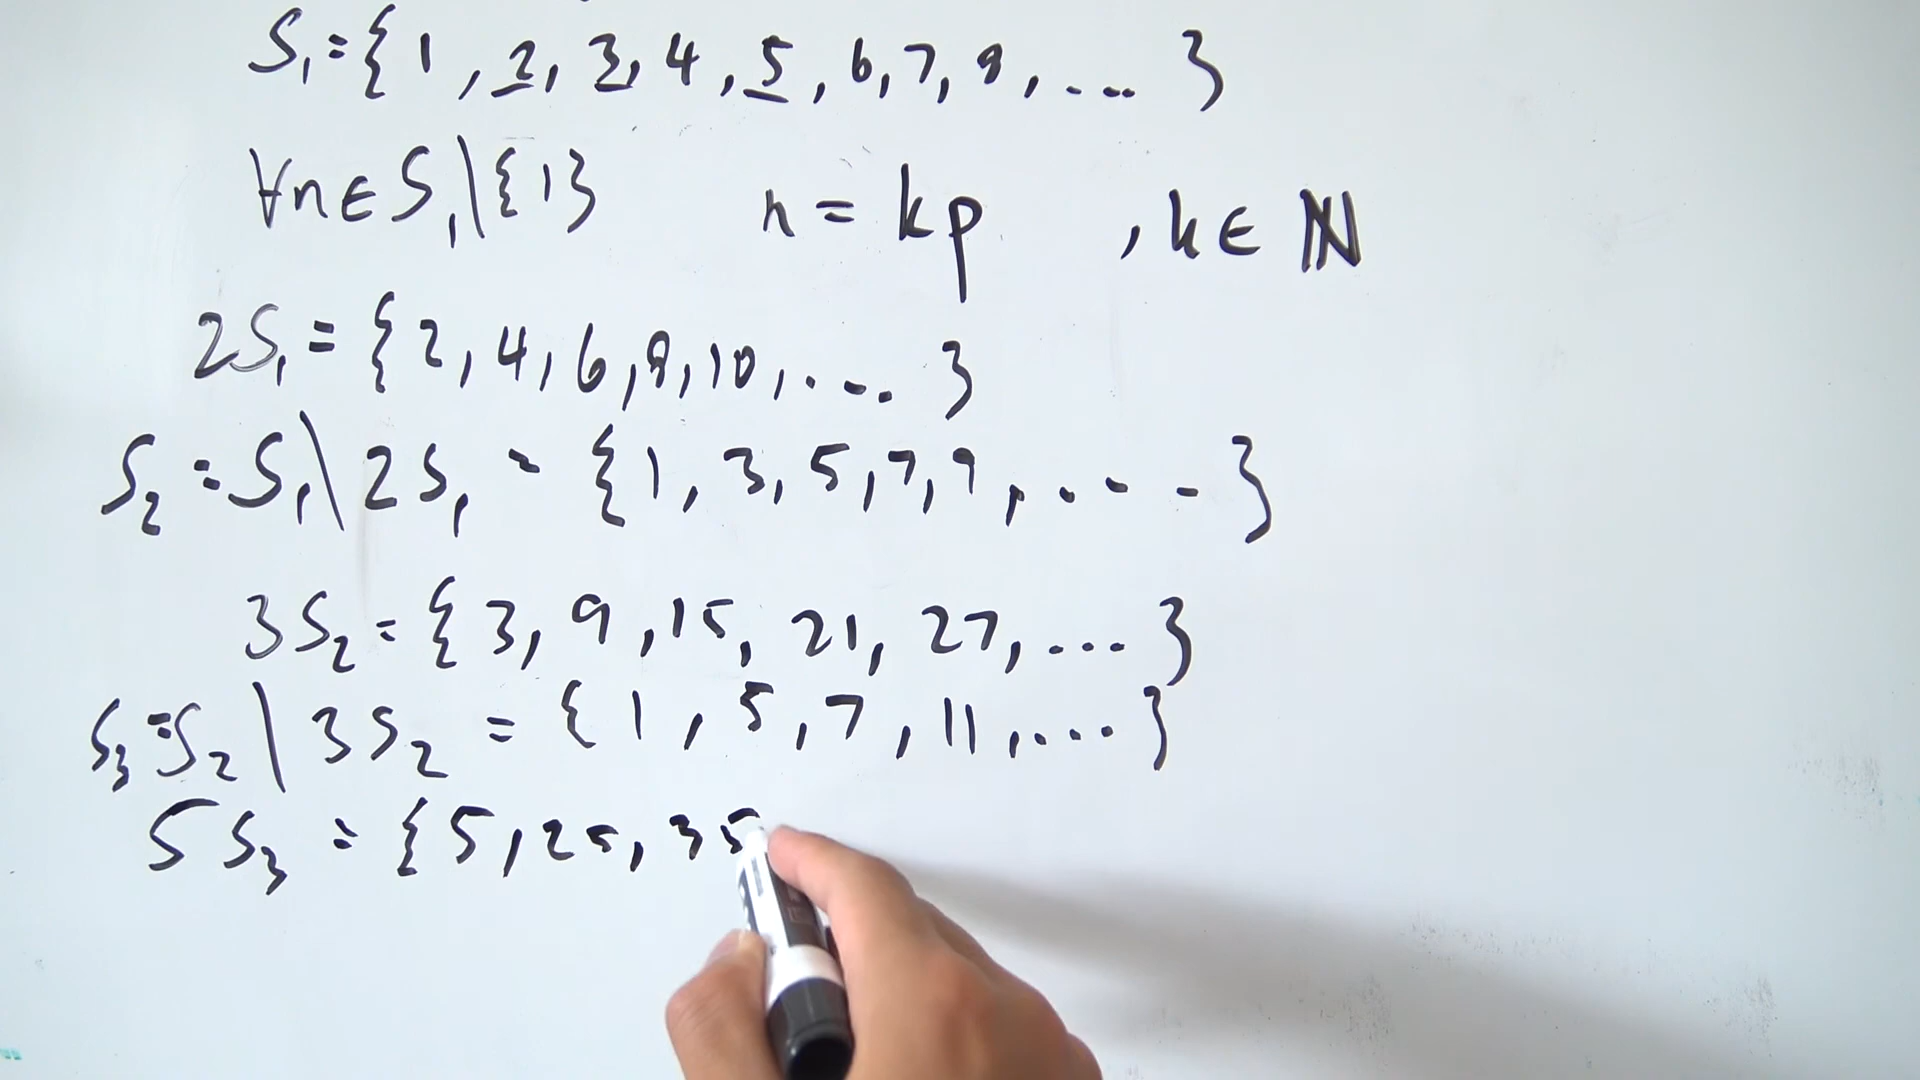 S₁={1,2,3,4,5,6,7,8,...}
∀n∈S₁\{1} n=kp ,k∈ℕ
2S₁={2,4,6,8,10,...}
S₂=S₁\2S₁={1,3,5,7,9,...}
3S₂={3,9,15,21,27,...}
S₃=S₂\3S₂={1,5,7,11,...}
5S₃={5,25,35